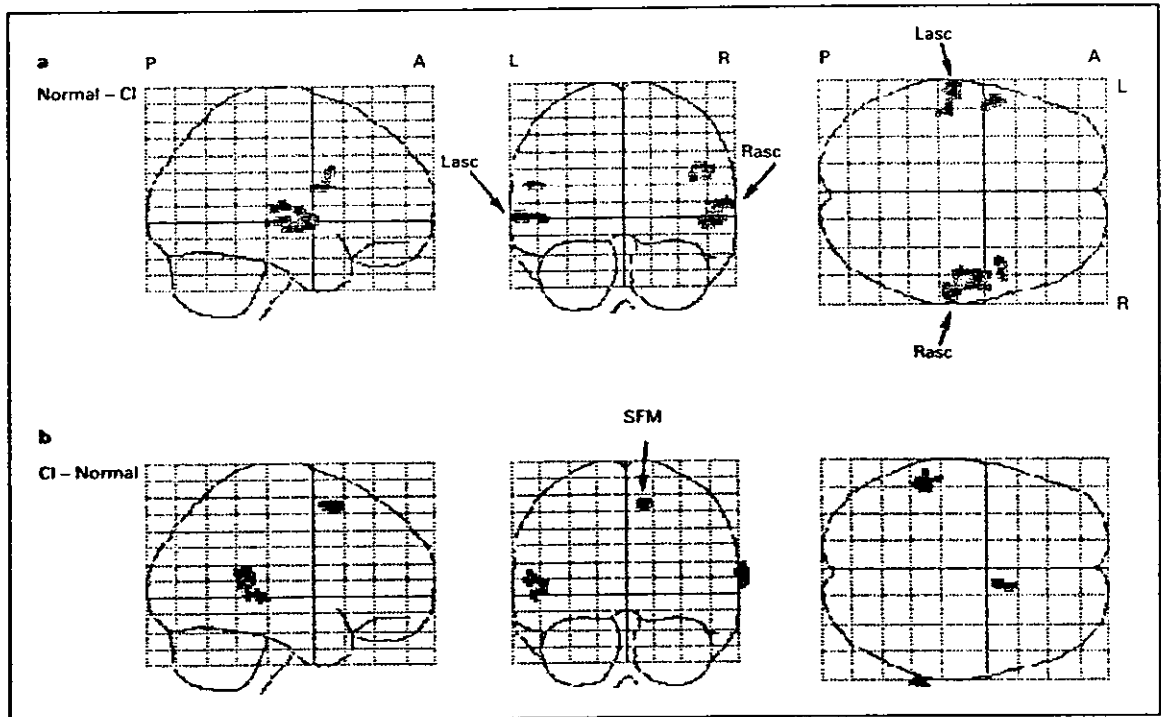 a
P A L R P A
Lasc
Normal – CI
L
Lasc
Rasc
R
Rasc
b
SFM
CI – Normal